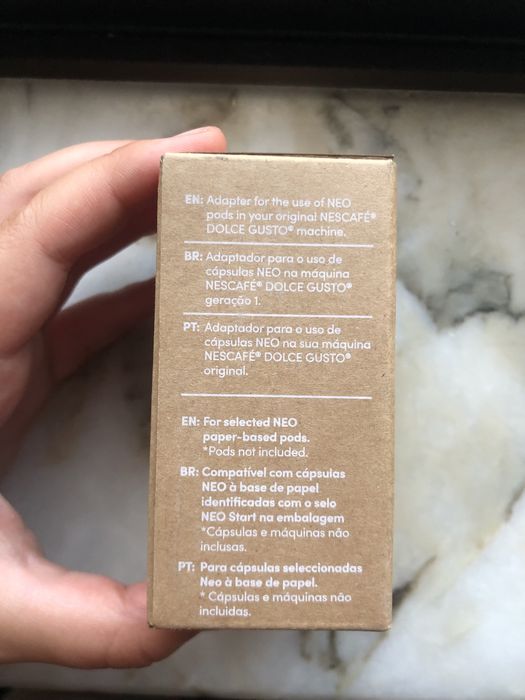 EN: Adapter for the use of NEO
pods in your original NESCAFÉ®
DOLCE GUSTO® machine.
BR: Adaptador para o uso de
cápsulas NEO na máquina
NESCAFÉ® DOLCE GUSTO®
geração 1.
PT: Adaptador para o uso de
cápsulas NEO na sua máquina
NESCAFÉ® DOLCE GUSTO®
original.
EN: For selected NEO
paper-based pods.
*Pods not included.
BR: Compatível com cápsulas
NEO à base de papel
identificadas com o selo
NEO Start na embalagem
*Cápsulas e máquinas não
inclusas.
PT: Para cápsulas seleccionadas
Neo à base de papel.
* Cápsulas e máquinas não
incluidas.